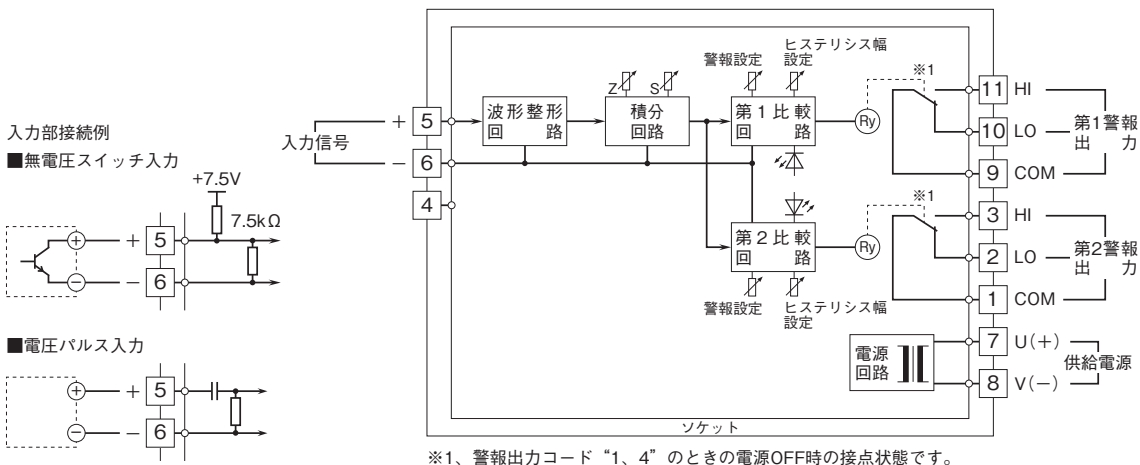 入力部接続例
■無電圧スイッチ入力
+7.5V
7.5kΩ
+ 5
− 6
■電圧パルス入力
+ 5
− 6
入力信号
+ 5
− 6
4
波形整形回路
Z S
積分回路
警報設定
ヒステリシス幅設定
第1比較回路
Ry
※1
11 HI
10 LO
9 COM
第1警報出力
第2比較回路
警報設定
ヒステリシス幅設定
Ry
※1
3 HI
2 LO
1 COM
第2警報出力
電源回路
7 U(+)
8 V(−)
供給電源
ソケット
※1、警報出力コード“1、4”のときの電源OFF時の接点状態です。